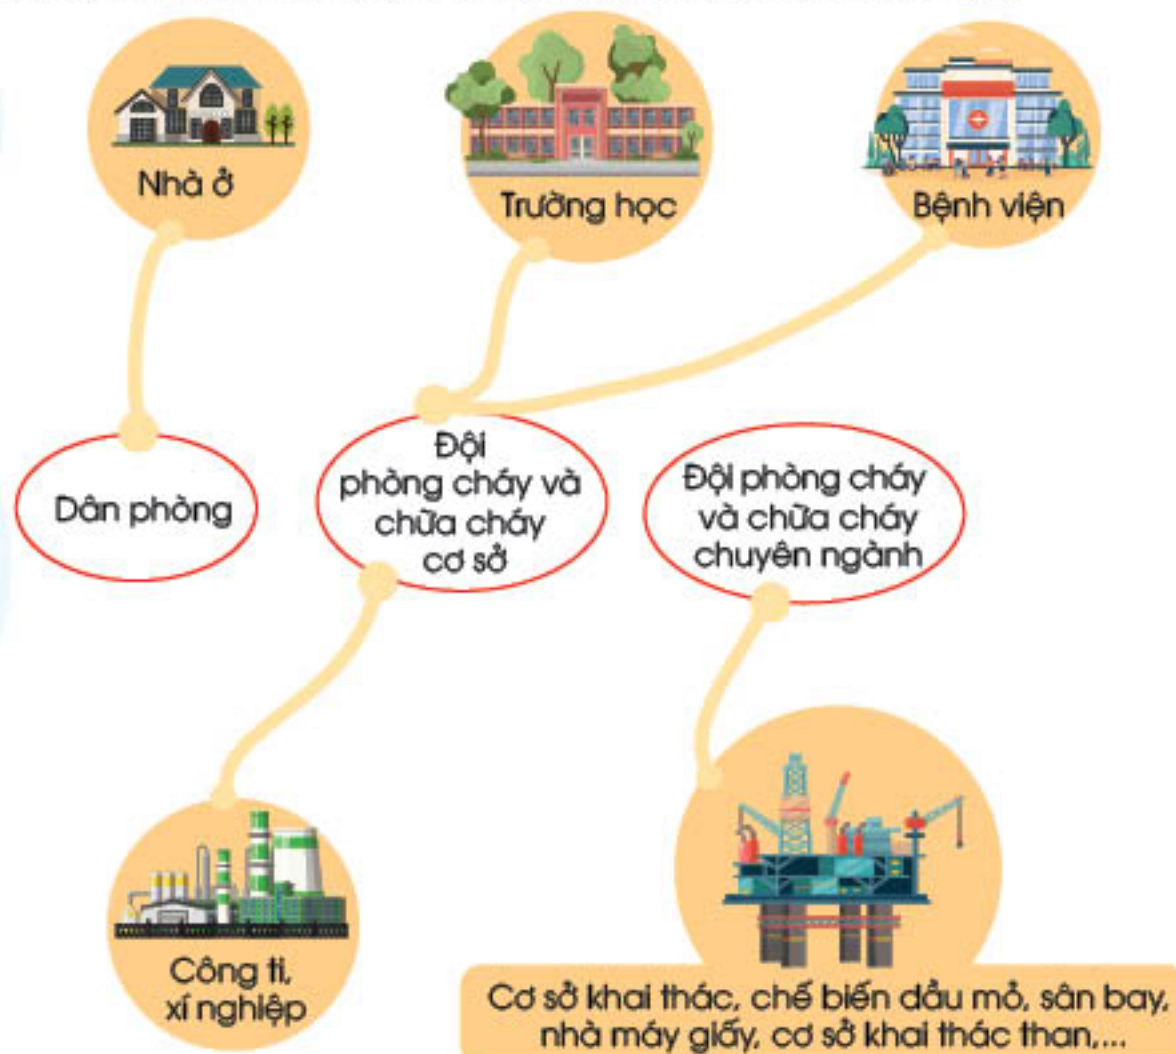 Nhà ở
Trường học
Bệnh viện
Dân phòng
Đội
phòng cháy và
chữa cháy
cơ sở
Đội phòng cháy
và chữa cháy
chuyên ngành
Công ti,
xí nghiệp
Cơ sở khai thác, chế biến dầu mỏ, sân bay,
nhà máy giấy, cơ sở khai thác than,...